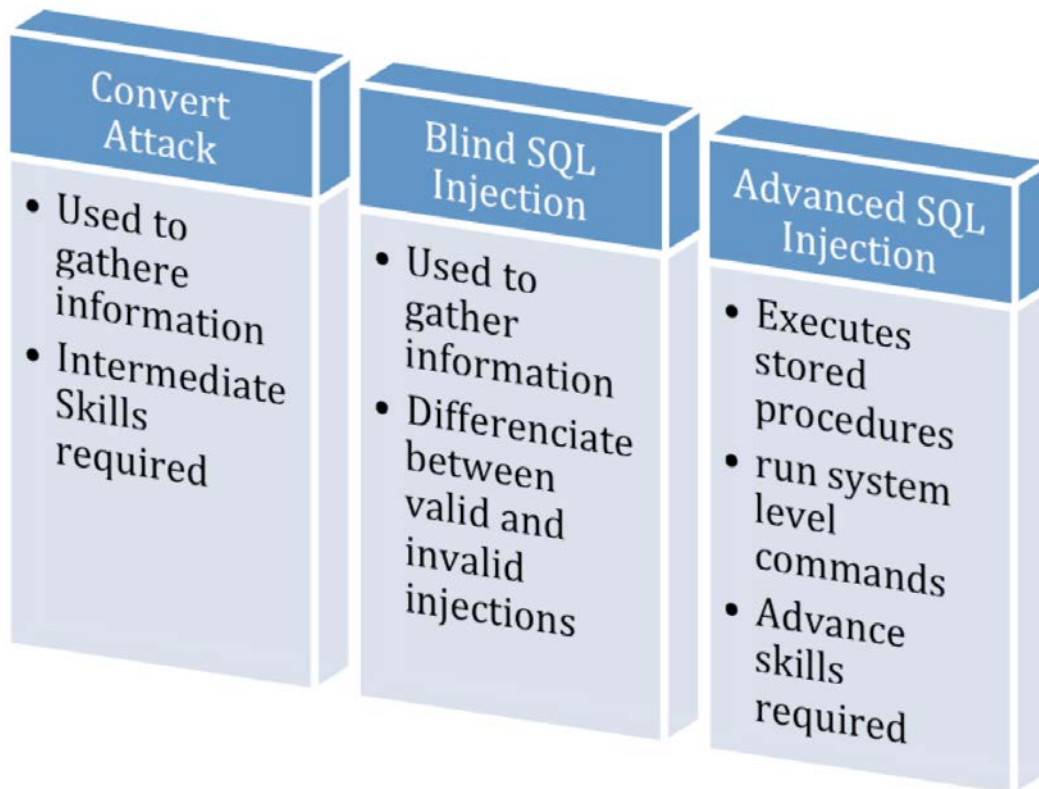 Convert
Attack
• Used to
gathere
information
• Intermediate
Skills
required
Blind SQL
Injection
• Used to
gather
information
• Differenciate
between
valid and
invalid
injections
Advanced SQL
Injection
• Executes
stored
procedures
• run system
level
commands
• Advance
skills
required